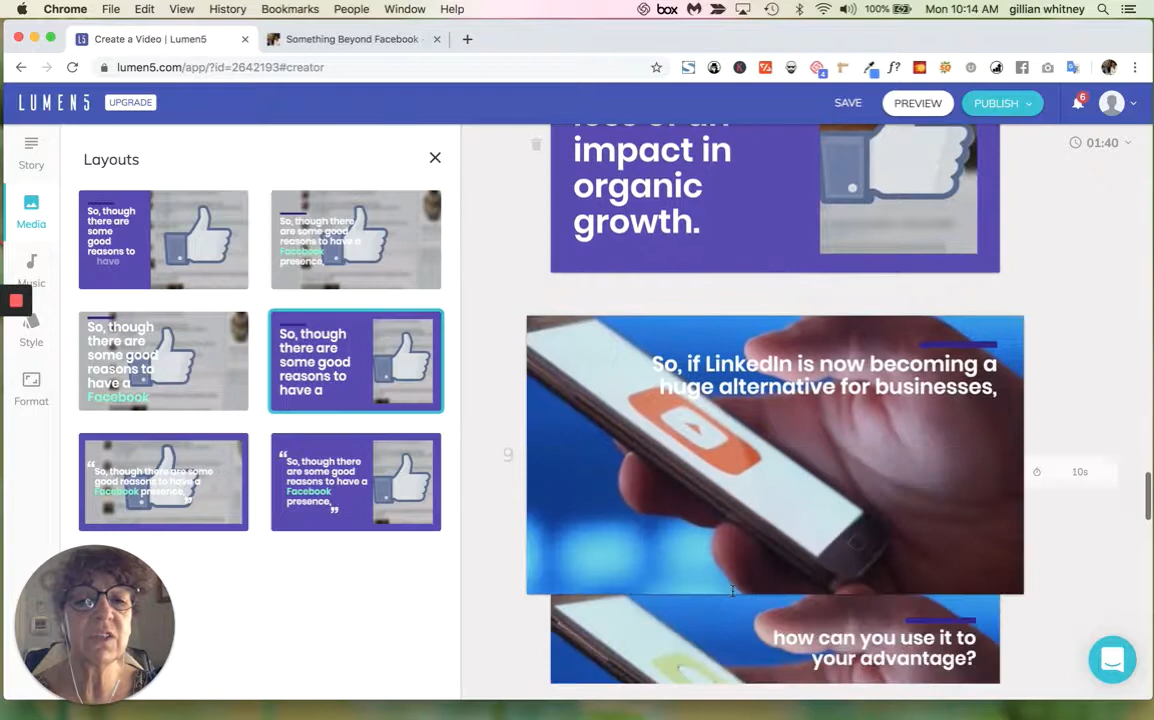 Chrome File Edit View History Bookmarks People Window Help
box 100% Mon 10:14 AM gillian whitney
Create a Video | Lumen5
Something Beyond Facebook
lumen5.com/app/?id=2642193#creator
4
f?
LUMEN5 UPGRADE
SAVE PREVIEW PUBLISH 6
Story
Media
Music
Style
Format
Layouts
So, though
there are
some
good
reasons to
have
So, though there
are some good
reasons to have a
Facebook
presence,
So, though
there are
some good
reasons to
have a
Facebook
So, though
there are
some good
reasons to
have a
“
So, though there are some
good reasons to have a
Facebook presence,
”
“
So, though there
are some good
reasons to have a
Facebook
presence,
”
impact in
organic
growth.
01:40
9
So, if LinkedIn is now becoming a
huge alternative for businesses,
10s
how can you use it to
your advantage?